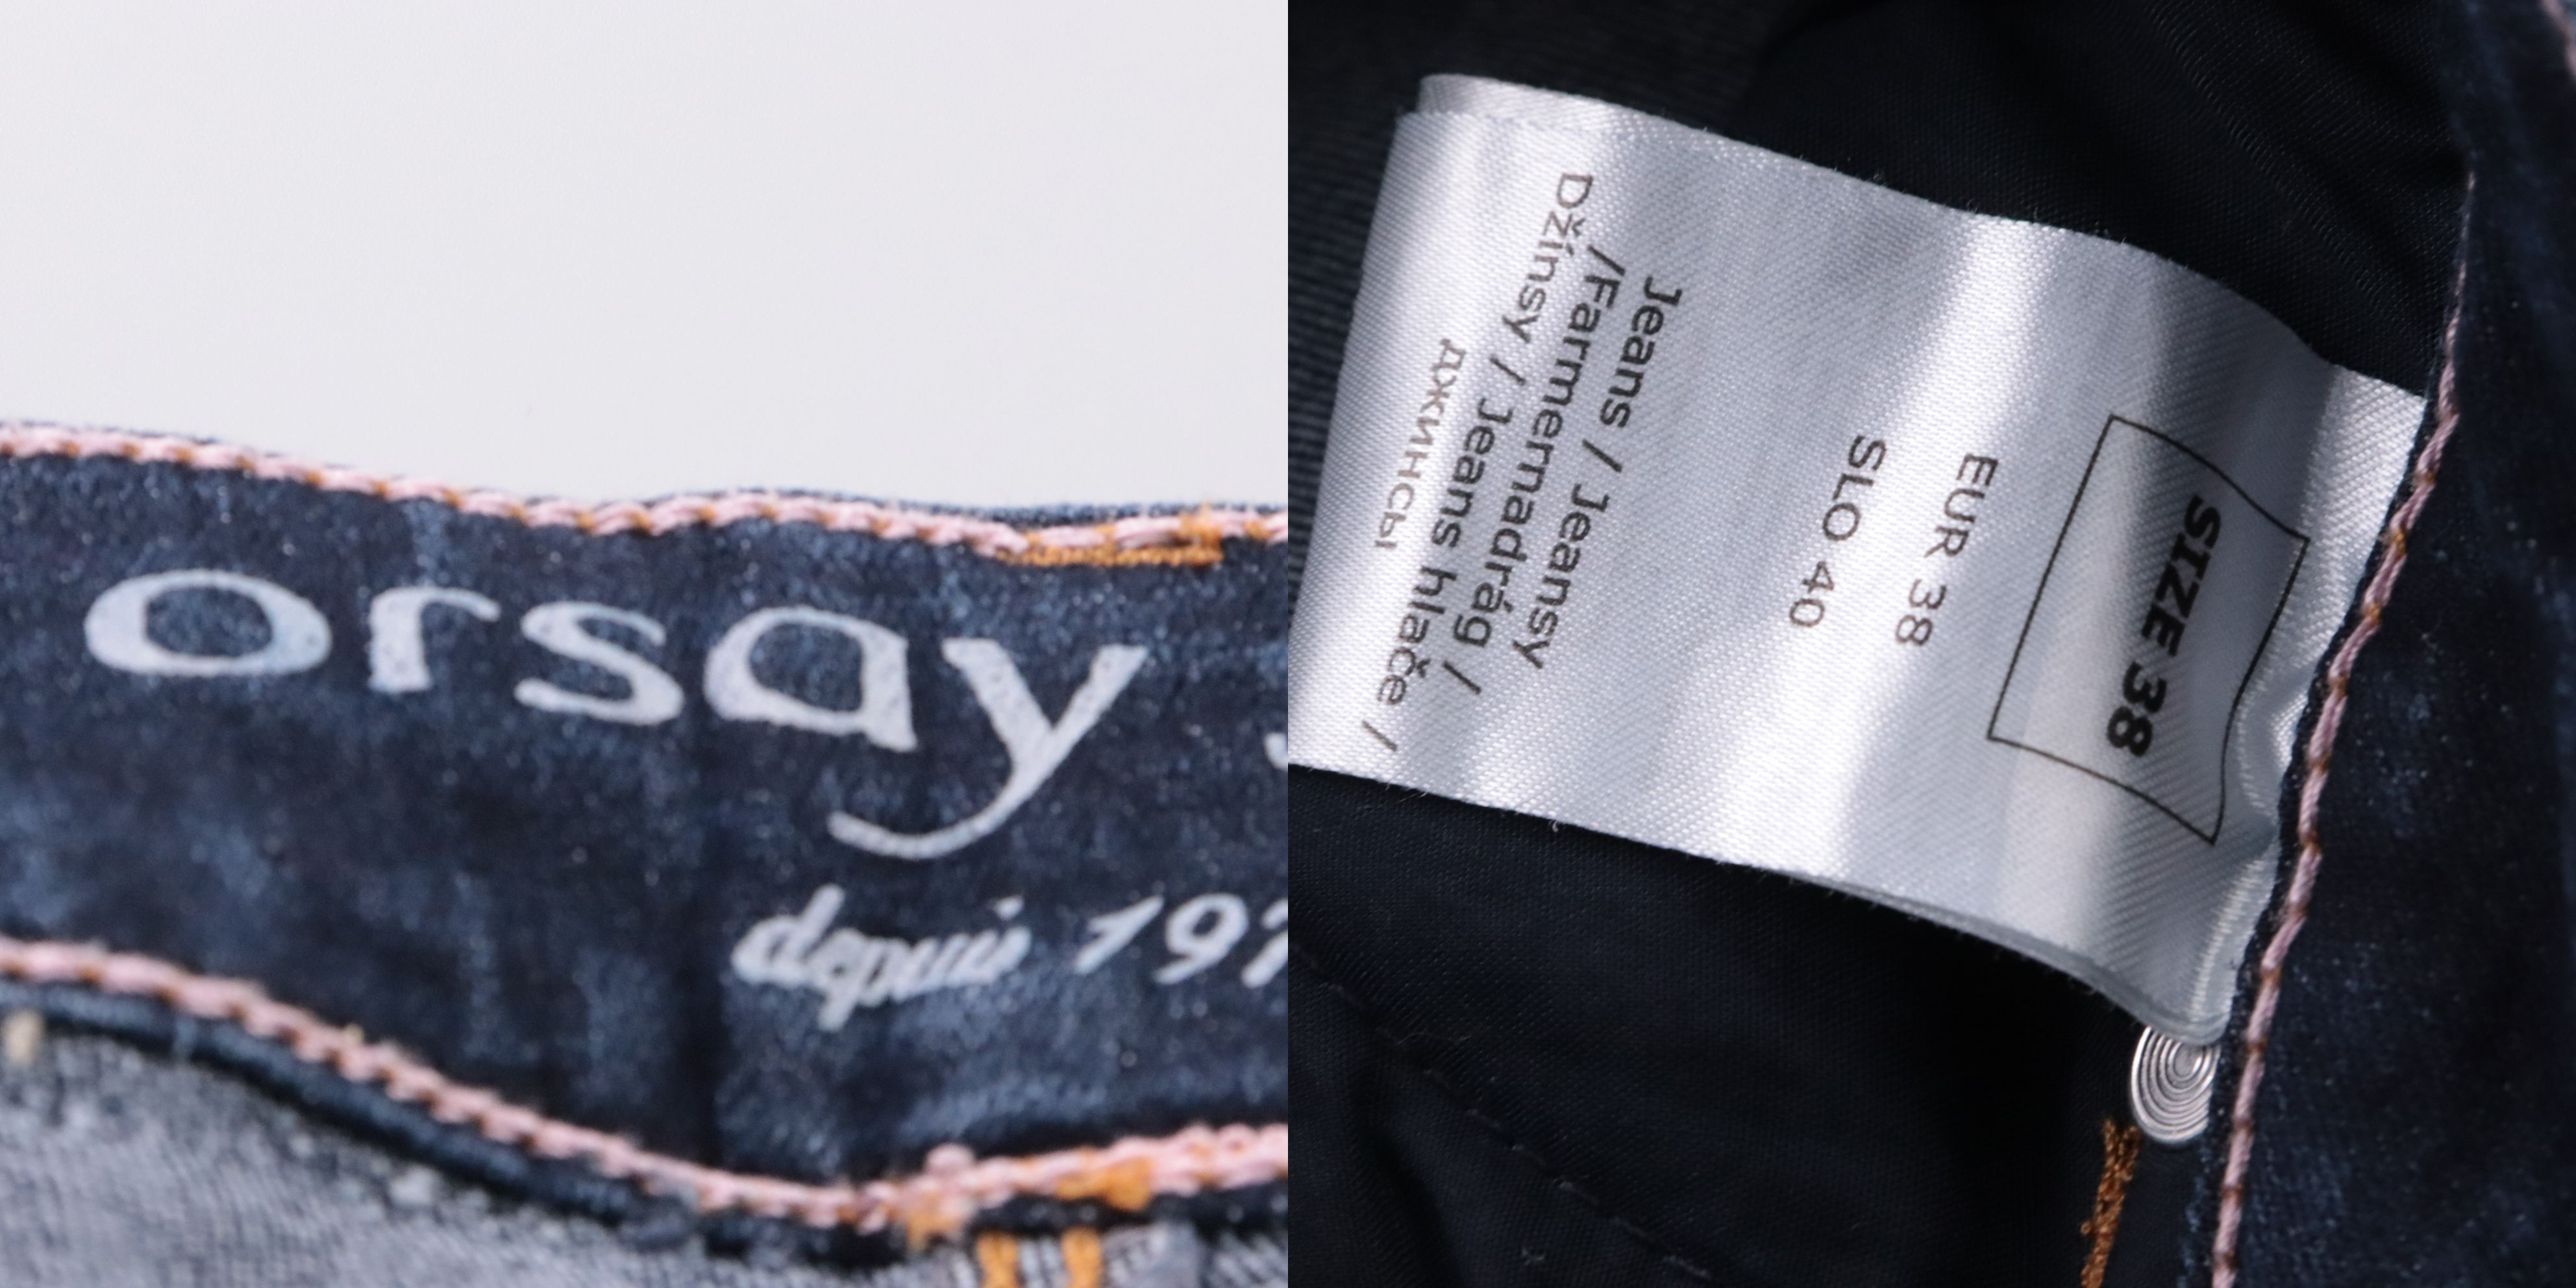 orsay
depuis 197
SIZE 38
EUR 38
SLO 40
Jeans / Jeansy
/Farmernadrág /
Džínsy / Jeans hlače /
джинсы